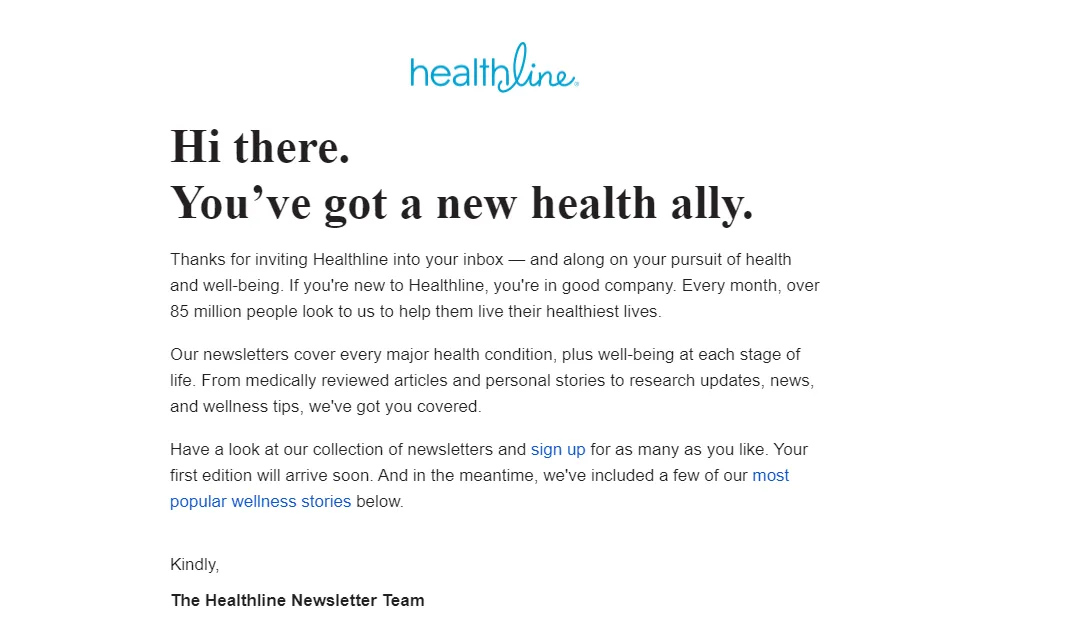 healthline
Hi there.
You’ve got a new health ally.
Thanks for inviting Healthline into your inbox — and along on your pursuit of health
and well-being. If you're new to Healthline, you're in good company. Every month, over
85 million people look to us to help them live their healthiest lives.
Our newsletters cover every major health condition, plus well-being at each stage of
life. From medically reviewed articles and personal stories to research updates, news,
and wellness tips, we've got you covered.
Have a look at our collection of newsletters and sign up for as many as you like. Your
first edition will arrive soon. And in the meantime, we've included a few of our most
popular wellness stories below.
Kindly,
The Healthline Newsletter Team